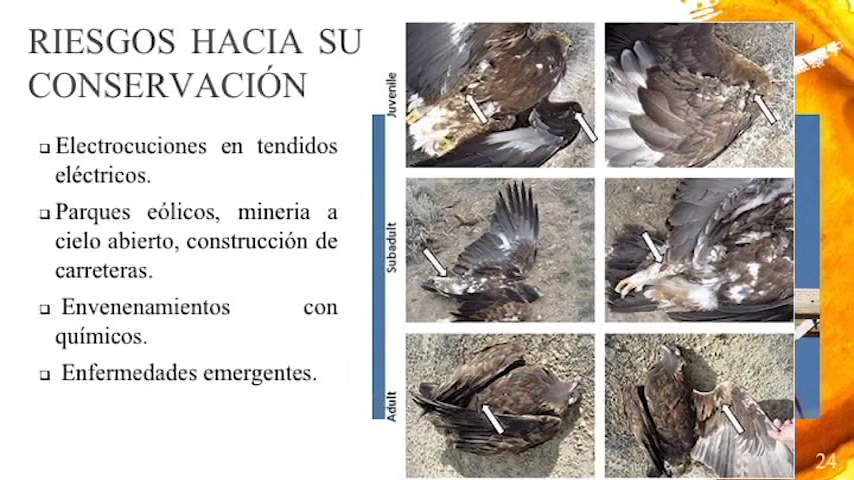 RIESGOS HACIA SU
CONSERVACIÓN
Electrocuciones en tendidos
eléctricos.
Parques eólicos, mineria a
cielo abierto, construcción de
carreteras.
Envenenamientos con
químicos.
Enfermedades emergentes.
Juvenile
Subadult
Adult
24